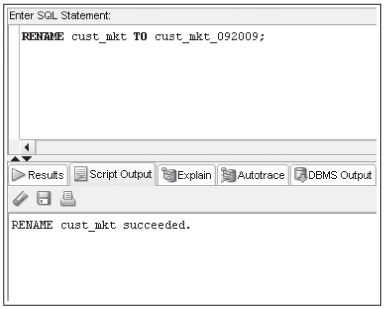 Enter SQL Statement:
RENAME cust_mkt TO cust_mkt_092009;
Results Script Output Explain Autotrace DBMS Output
RENAME cust_mkt succeeded.